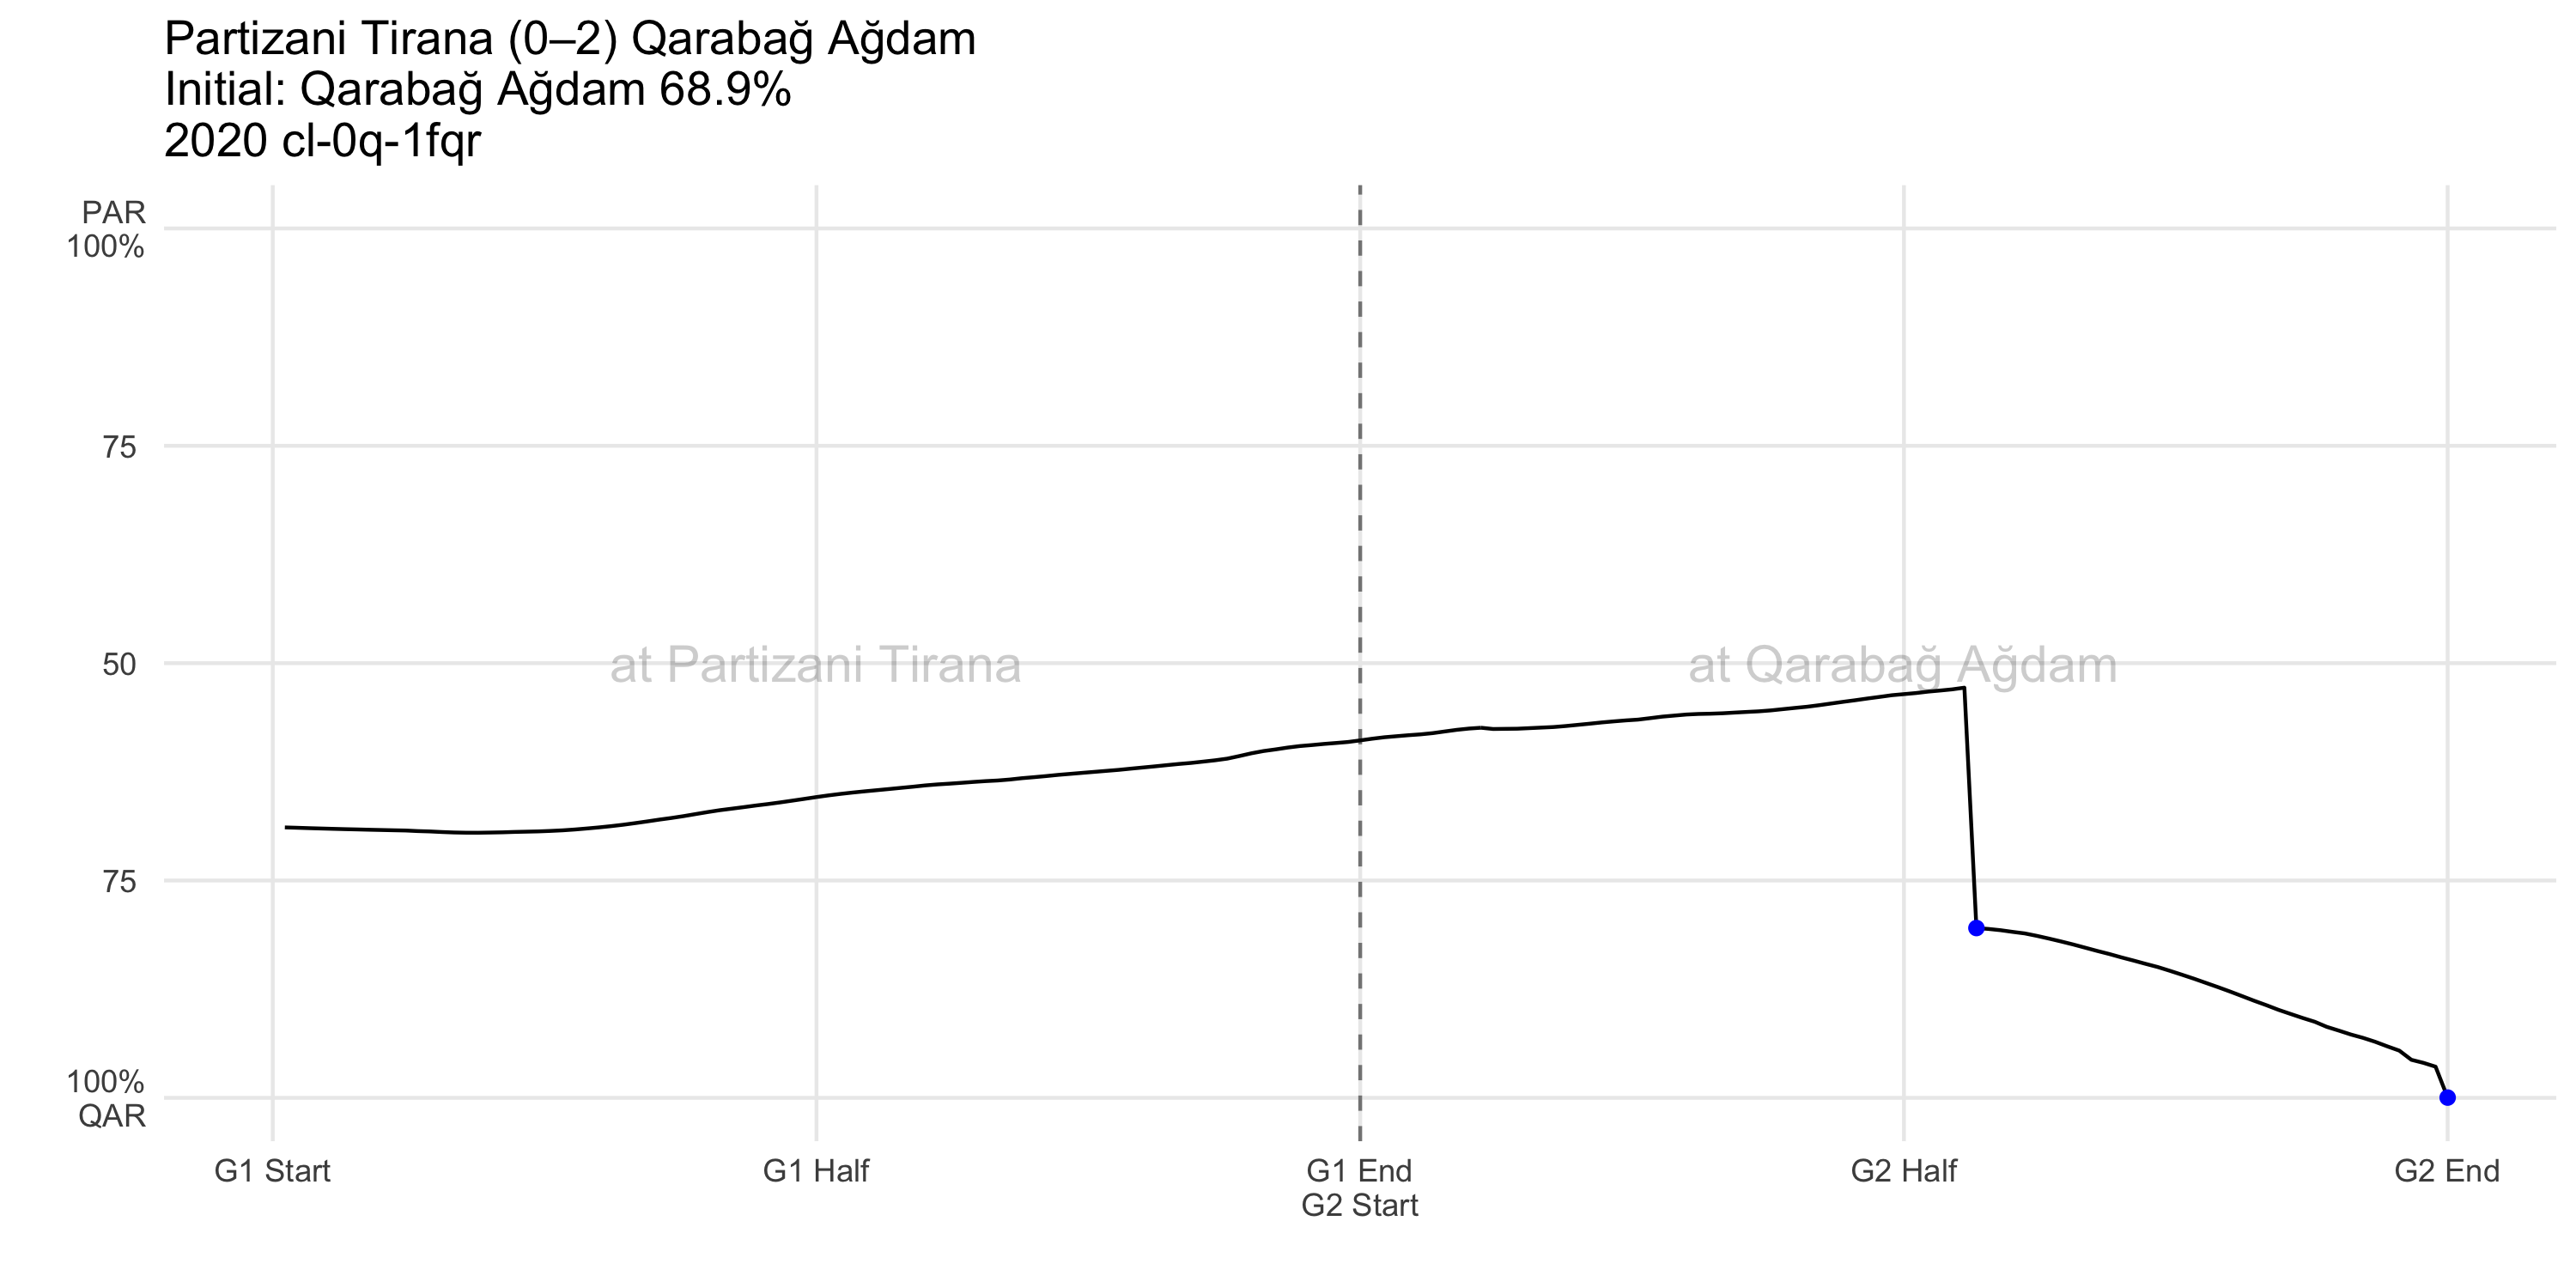 Partizani Tirana (0–2) Qarabağ Ağdam
Initial: Qarabağ Ağdam 68.9%
2020 cl-0q-1fqr
PAR
100%
75
50
75
100%
QAR
at Partizani Tirana
at Qarabağ Ağdam
G1 Start
G1 Half
G1 End
G2 Start
G2 Half
G2 End